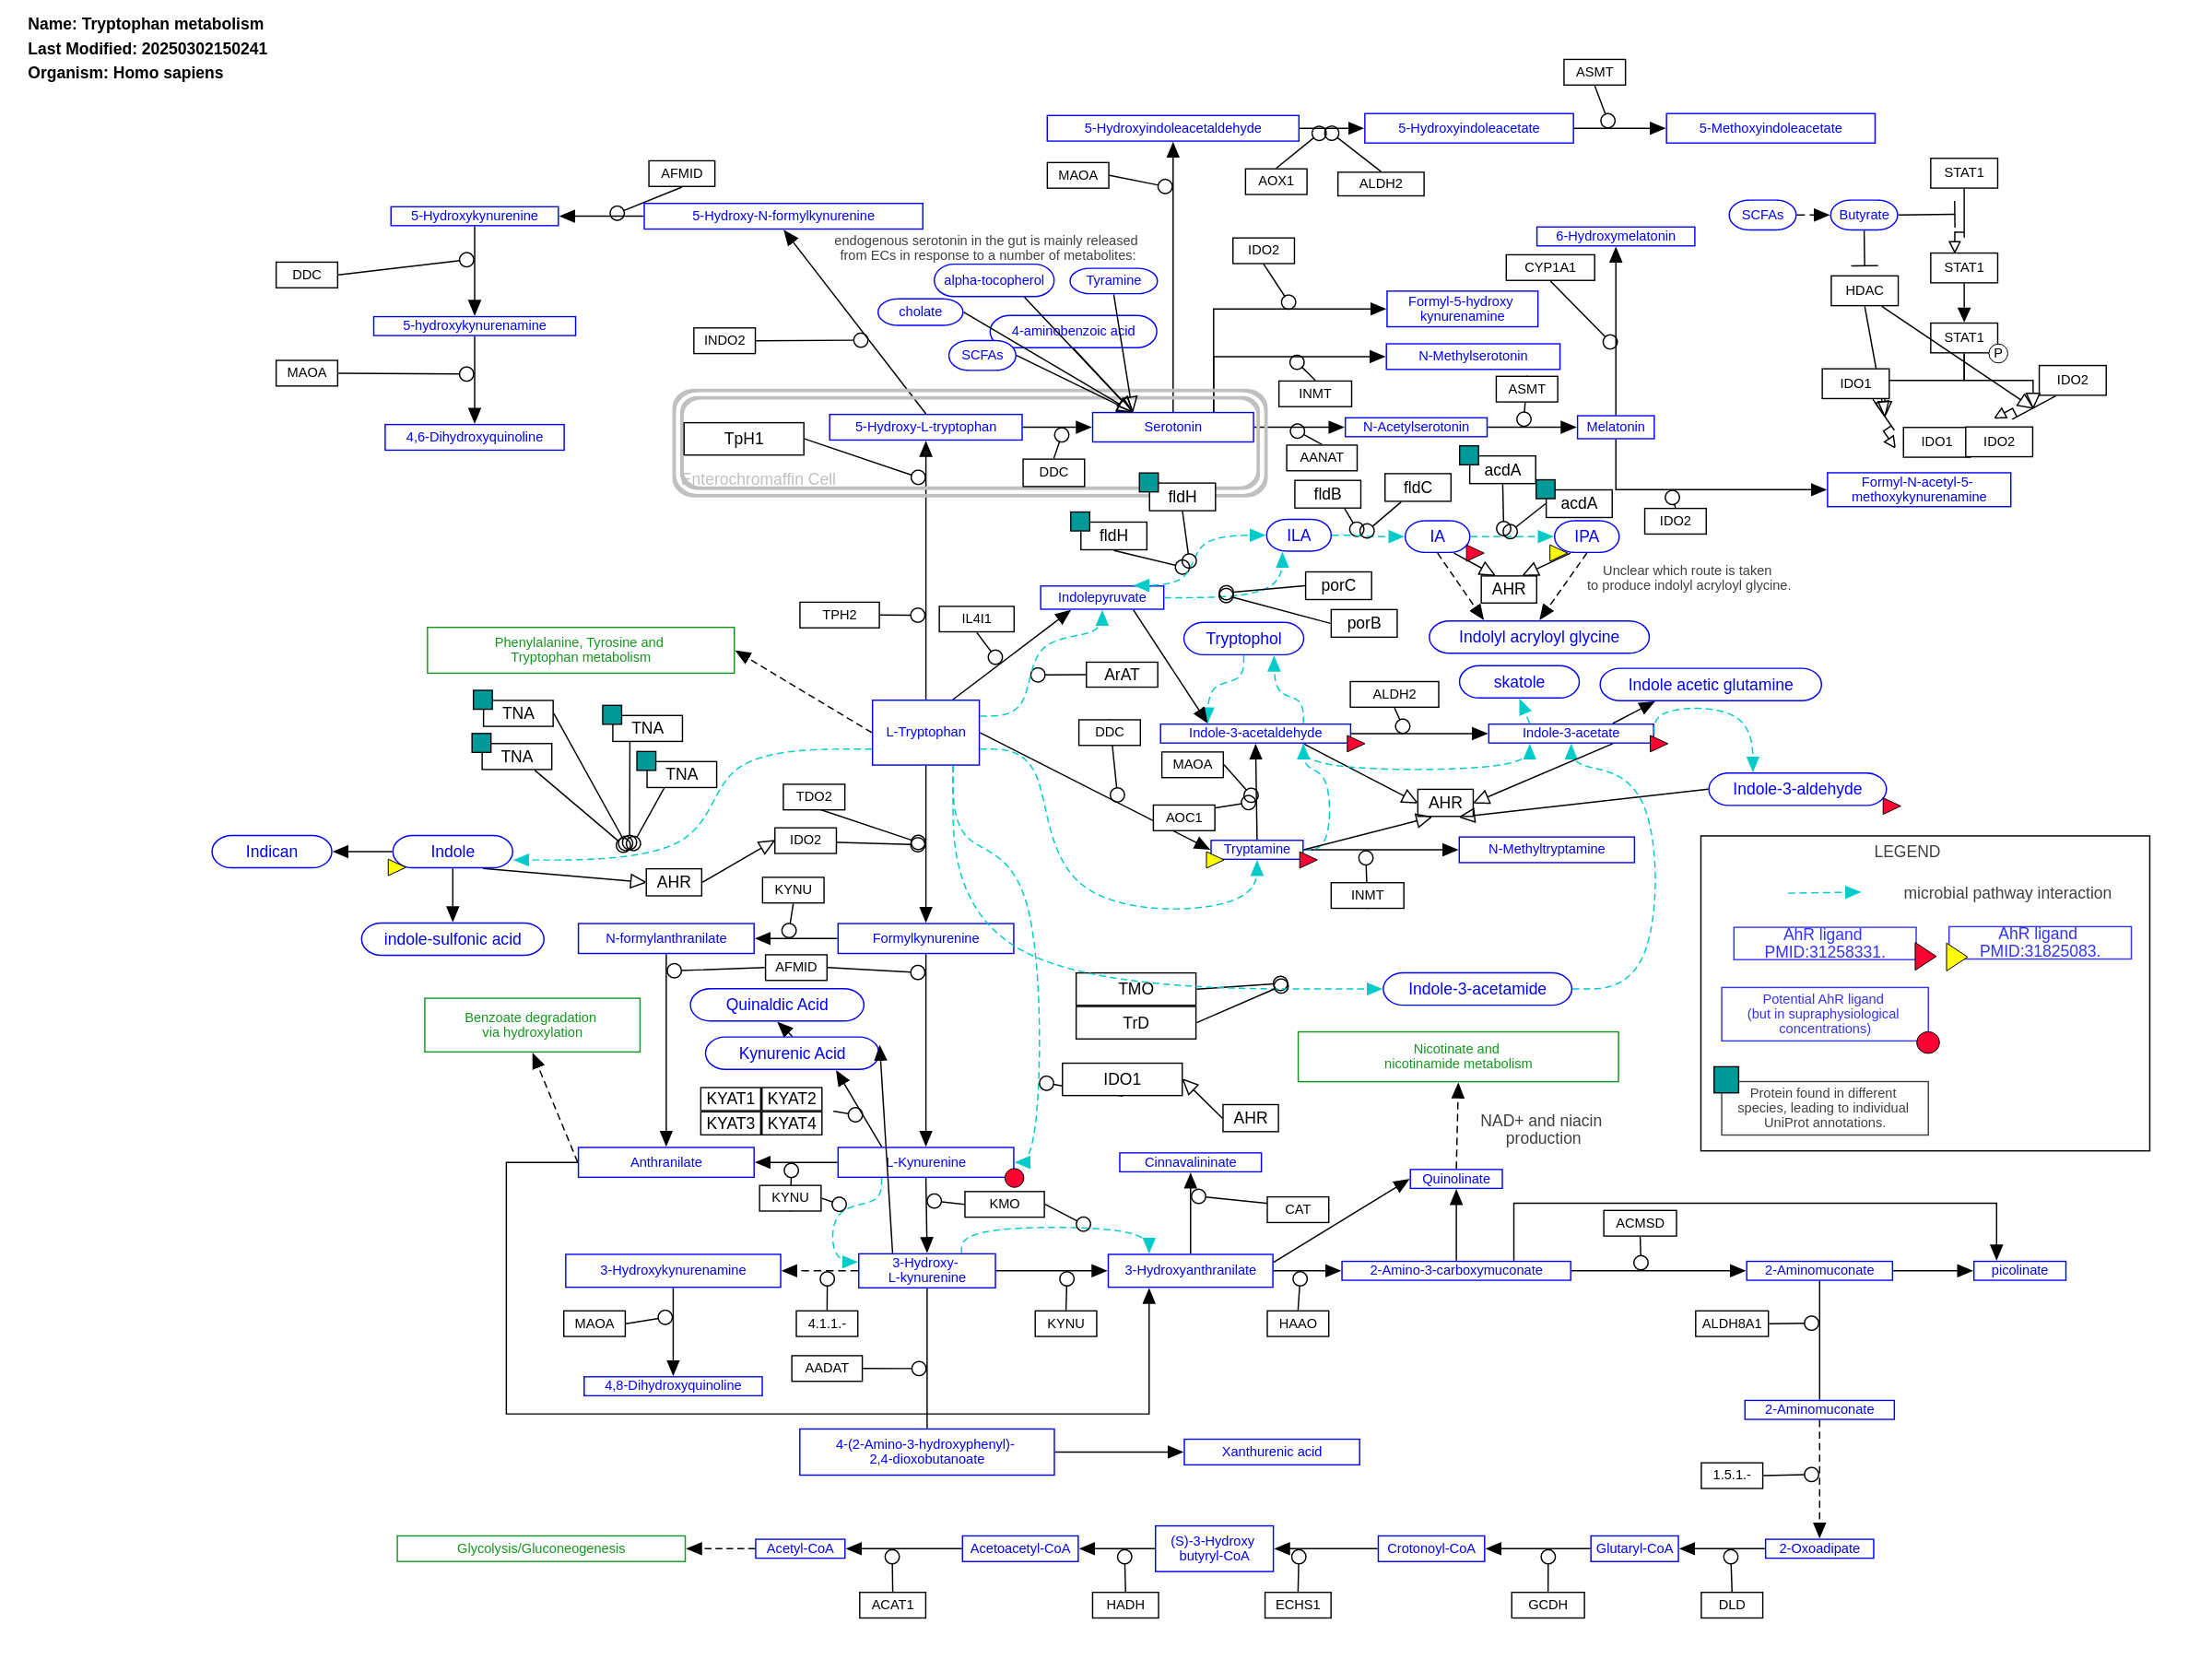 Name: Tryptophan metabolism
Last Modified: 20250302150241
Organism: Homo sapiens
ASMT
5-Hydroxyindoleacetaldehyde
5-Hydroxyindoleacetate
5-Methoxyindoleacetate
AFMID
MAOA
AOX1
ALDH2
STAT1
5-Hydroxykynurenine
5-Hydroxy-N-formylkynurenine
SCFAs
Butyrate
endogenous serotonin in the gut is mainly released
from ECs in response to a number of metabolites:
IDO2
6-Hydroxymelatonin
DDC
alpha-tocopherol
Tyramine
CYP1A1
STAT1
HDAC
cholate
Formyl-5-hydroxy
kynurenamine
5-hydroxykynurenamine
INDO2
4-aminobenzoic acid
SCFAs
N-Methylserotonin
STAT1
P
MAOA
INMT
ASMT
IDO1
IDO2
4,6-Dihydroxyquinoline
TpH1
5-Hydroxy-L-tryptophan
Serotonin
N-Acetylserotonin
Melatonin
IDO1
IDO2
Enterochromaffin Cell
DDC
AANAT
acdA
fldH
fldB
fldC
acdA
Formyl-N-acetyl-5-
methoxykynurenamine
IDO2
fldH
ILA
IA
IPA
Unclear which route is taken
to produce indolyl acryloyl glycine.
AHR
porC
Indolepyruvate
TPH2
IL4I1
porB
Indolyl acryloyl glycine
Phenylalanine, Tyrosine and
Tryptophan metabolism
Tryptophol
ArAT
skatole
Indole acetic glutamine
ALDH2
TNA
TNA
TNA
TNA
L-Tryptophan
DDC
Indole-3-acetaldehyde
Indole-3-acetate
MAOA
Indole-3-aldehyde
TDO2
AHR
AOC1
IDO2
Indican
Indole
Tryptamine
N-Methyltryptamine
LEGEND
AHR
KYNU
INMT
microbial pathway interaction
indole-sulfonic acid
N-formylanthranilate
Formylkynurenine
AhR ligand
PMID:31258331.
AhR ligand
PMID:31825083.
AFMID
TMO
Indole-3-acetamide
Quinaldic Acid
TrD
Potential AhR ligand
(but in supraphysiological
concentrations)
Benzoate degradation
via hydroxylation
Kynurenic Acid
Nicotinate and
nicotinamide metabolism
IDO1
KYAT1
KYAT2
KYAT3
KYAT4
AHR
NAD+ and niacin
production
Protein found in different
species, leading to individual
UniProt annotations.
Anthranilate
L-Kynurenine
Cinnavalininate
Quinolinate
KYNU
KMO
CAT
ACMSD
3-Hydroxykynurenamine
3-Hydroxy-
L-kynurenine
3-Hydroxyanthranilate
2-Amino-3-carboxymuconate
2-Aminomuconate
picolinate
MAOA
4.1.1.-
KYNU
HAAO
ALDH8A1
AADAT
4,8-Dihydroxyquinoline
2-Aminomuconate
4-(2-Amino-3-hydroxyphenyl)-
2,4-dioxobutanoate
Xanthurenic acid
1.5.1.-
Glycolysis/Gluconeogenesis
Acetyl-CoA
Acetoacetyl-CoA
(S)-3-Hydroxy
butyryl-CoA
Crotonoyl-CoA
Glutaryl-CoA
2-Oxoadipate
ACAT1
HADH
ECHS1
GCDH
DLD